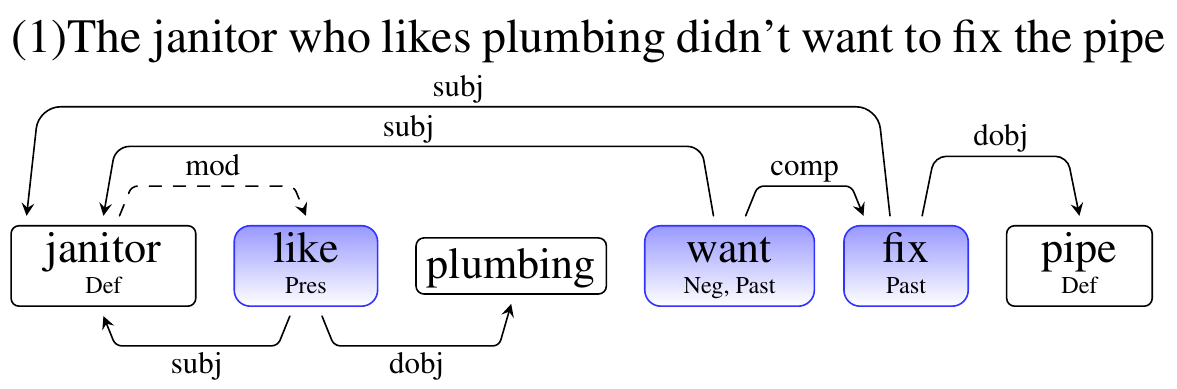 (1)The janitor who likes plumbing didn’t want to fix the pipe
subj
subj
dobj
mod
comp
janitor like plumbing want fix pipe
Def Pres Neg, Past Past Def
subj dobj